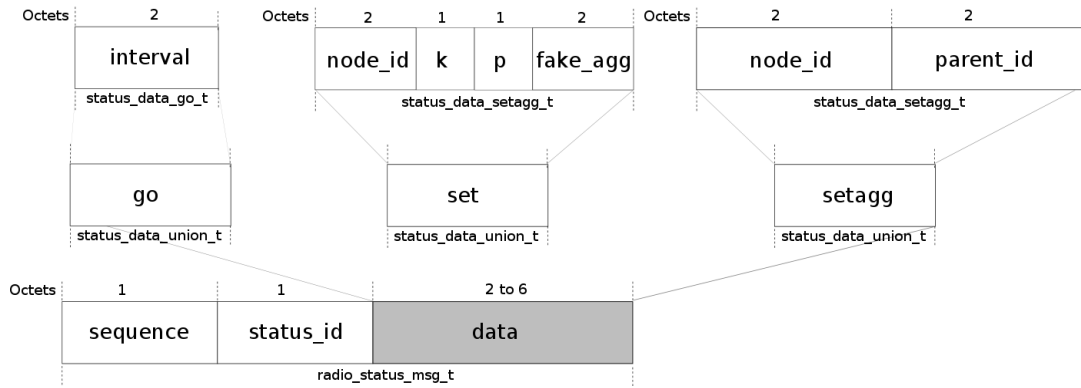 Octets 2 Octets 2 1 1 2 Octets 2 2
interval node_id k p fake_agg node_id parent_id
status_data_go_t status_data_setagg_t status_data_setagg_t
go set setagg
status_data_union_t status_data_union_t status_data_union_t
Octets 1 1 2 to 6
sequence status_id data
radio_status_msg_t